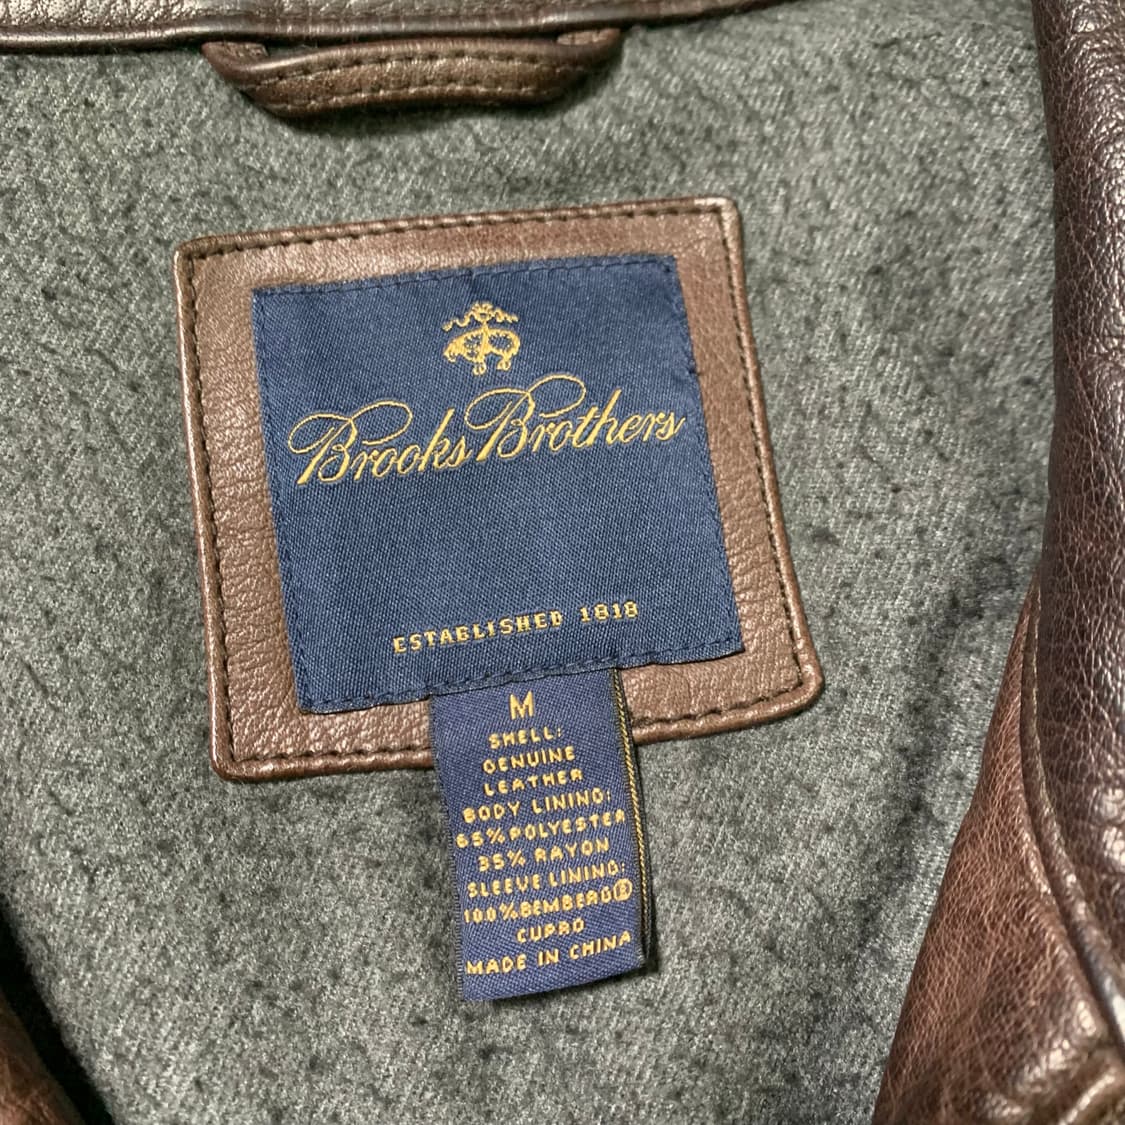 Brooks Brothers
ESTABLISHED 1818
M
SHELL:
GENUINE
LEATHER
BODY LINING:
65%POLYESTER
35% RAYON
SLEEVE LINING:
100%BEMBERG®
CUPRO
MADE IN CHINA